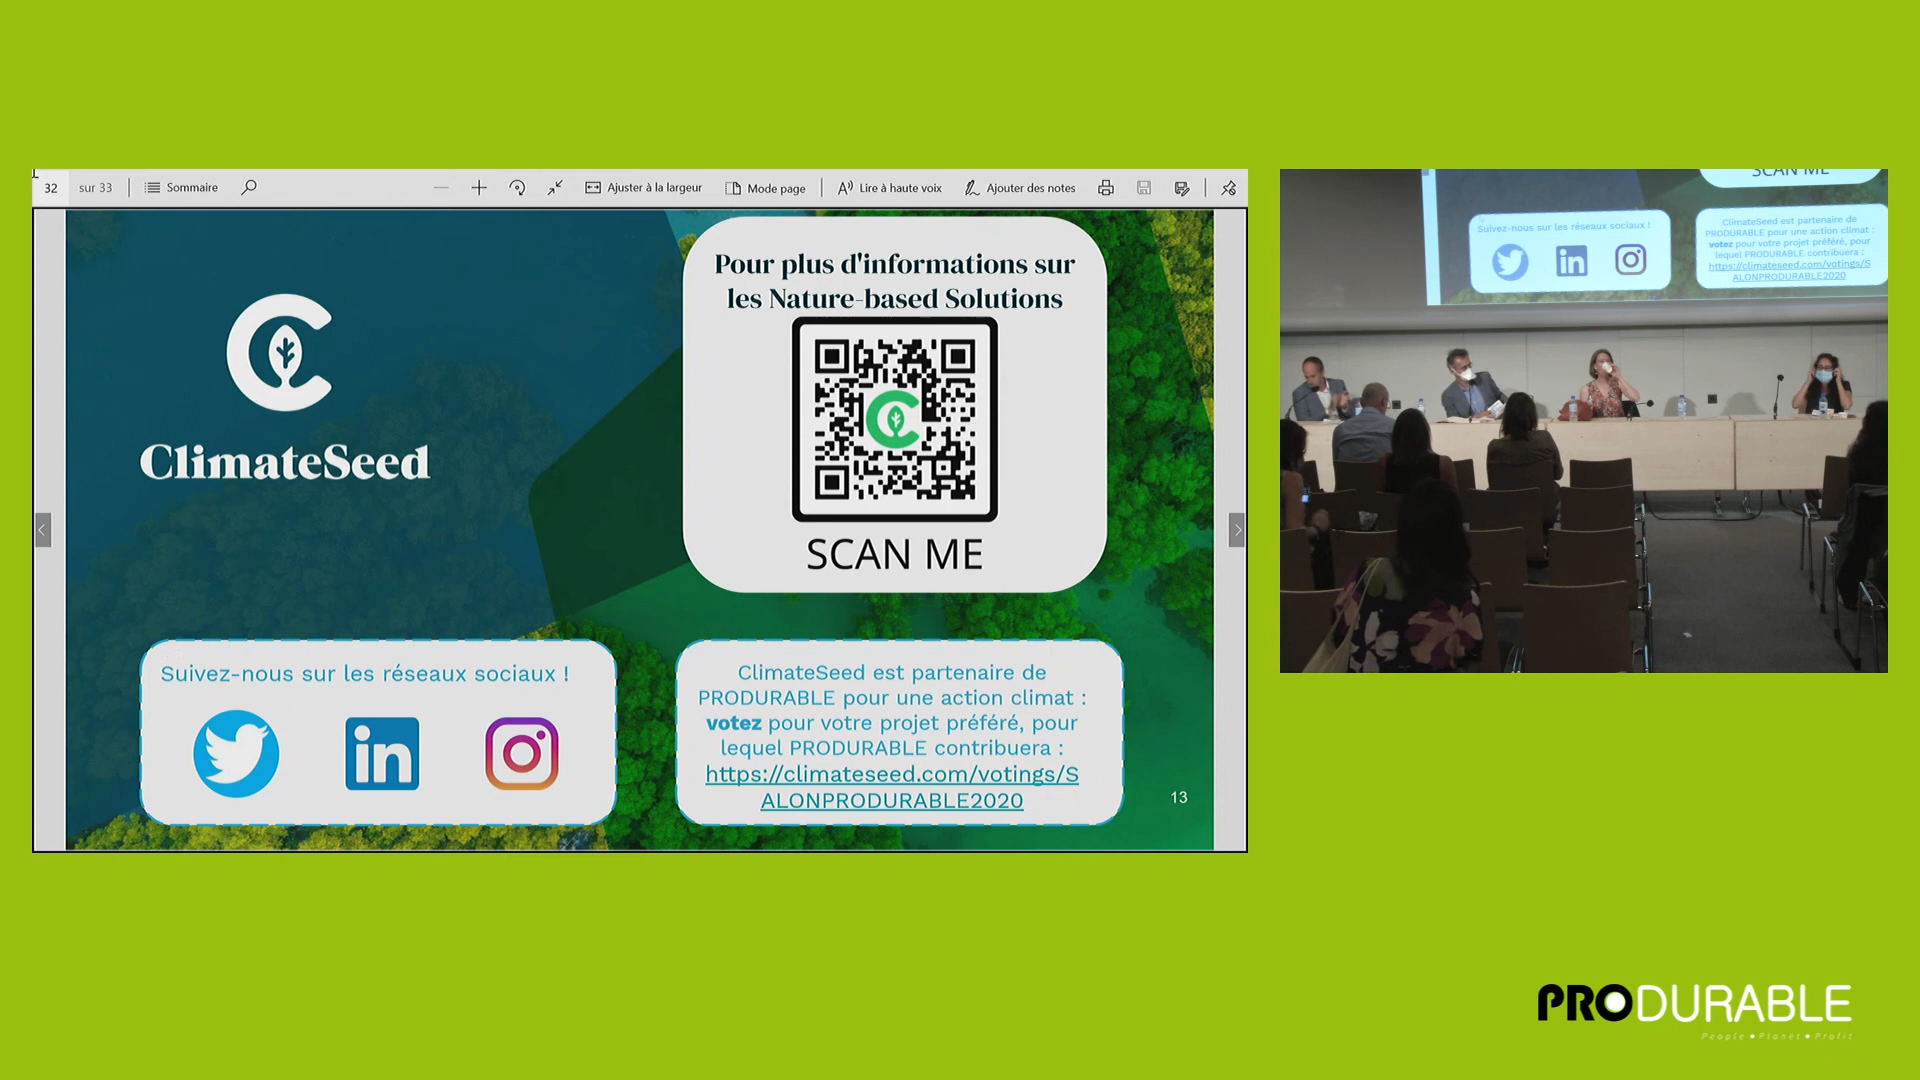 32 sur 33 Sommaire Ajuster à la largeur Mode page Lire à haute voix Ajouter des notes
Pour plus d'informations sur
les Nature-based Solutions
SCAN ME
ClimateSeed
Suivez-nous sur les réseaux sociaux !
in
ClimateSeed est partenaire de
PRODURABLE pour une action climat :
votez pour votre projet préféré, pour
lequel PRODURABLE contribuera :
https://climateseed.com/votings/S
ALONPRODURABLE2020
13
SCAN ME
Suivez-nous sur les réseaux sociaux !
in
ClimateSeed est partenaire de
PRODURABLE pour une action climat :
votez pour votre projet préféré, pour
lequel PRODURABLE contribuera :
https://climateseed.com/votings/S
ALONPRODURABLE2020
PRODURABLE
People • Planet • Profit